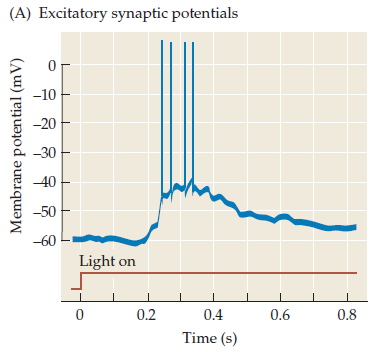 (A) Excitatory synaptic potentials
Membrane potential (mV)
0
–10
–20
–30
–40
–50
–60
Light on
0 0.2 0.4 0.6 0.8
Time (s)